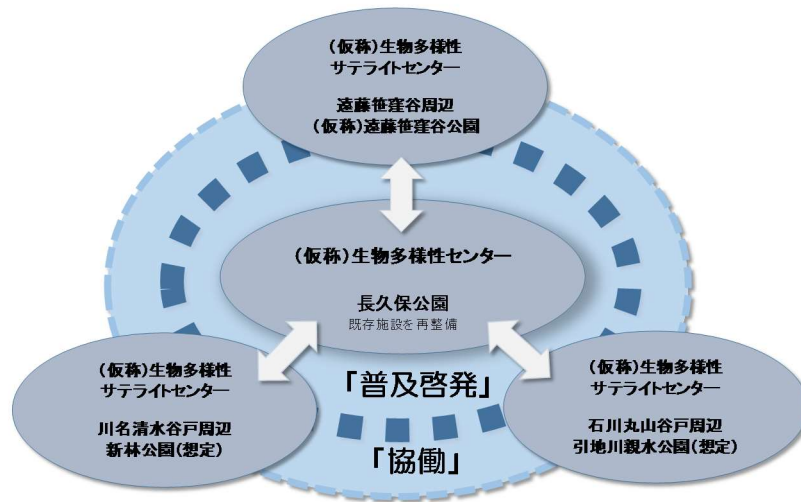 (仮称)生物多様性
サテライトセンター
遠藤笹窪谷周辺
(仮称)遠藤笹窪谷公園
(仮称)生物多様性センター
長久保公園
既存施設を再整備
(仮称)生物多様性
サテライトセンター
川名清水谷戸周辺
新林公園(想定)
「普及啓発」
「協働」
(仮称)生物多様性
サテライトセンター
石川丸山谷戸周辺
引地川親水公園(想定)